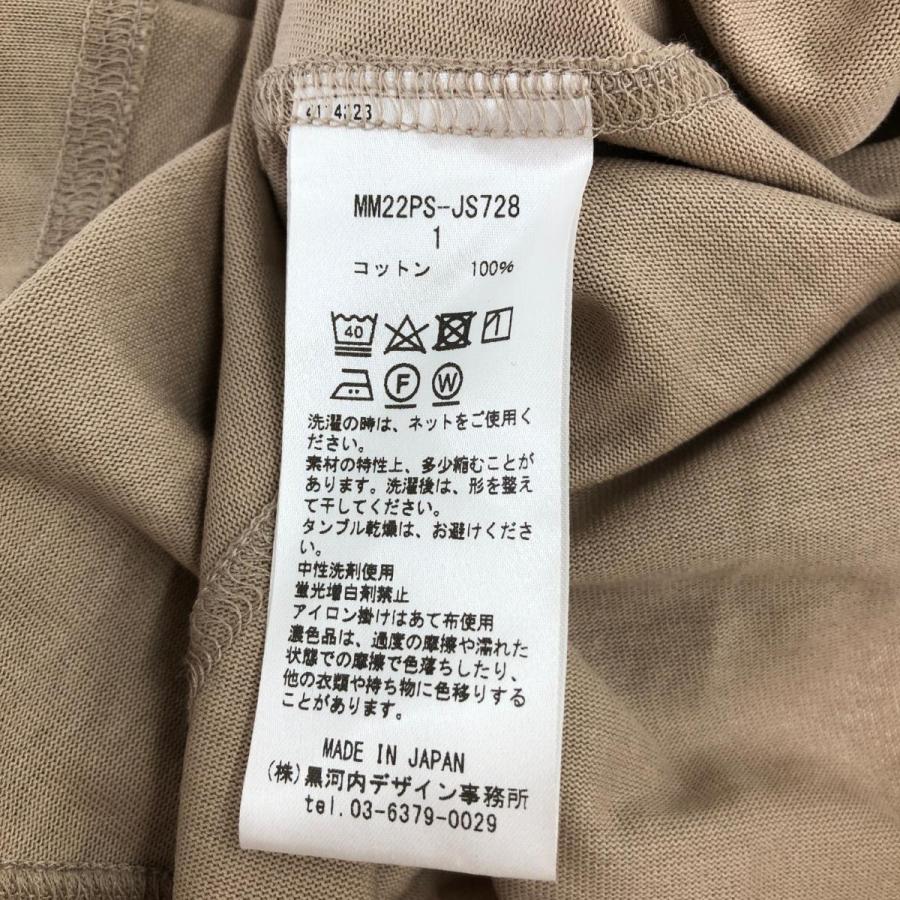 MM22PS-JS728
1
コットン 100%
40
F W
洗濯の時は、ネットをご使用く
ださい。
素材の特性上、多少縮むことが
あります。洗濯後は、形を整え
て干してください。
タンブル乾燥は、お避けくださ
い。
中性洗剤使用
蛍光増白剤禁止
アイロン掛けはあて布使用
濃色品は、過度の摩擦や濡れた
状態での摩擦で色落ちしたり、
他の衣類や持ち物に色移りする
ことがあります。
MADE IN JAPAN
(株)黒河内デザイン事務所
tel.03-6379-0029